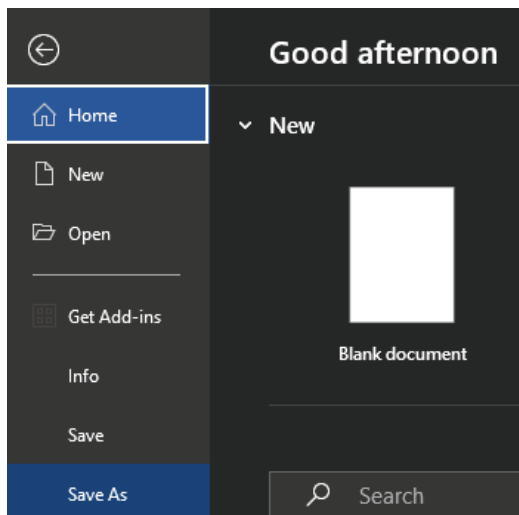 Good afternoon
Home
New
New
Open
Get Add-ins
Blank document
Info
Save
Save As
Search